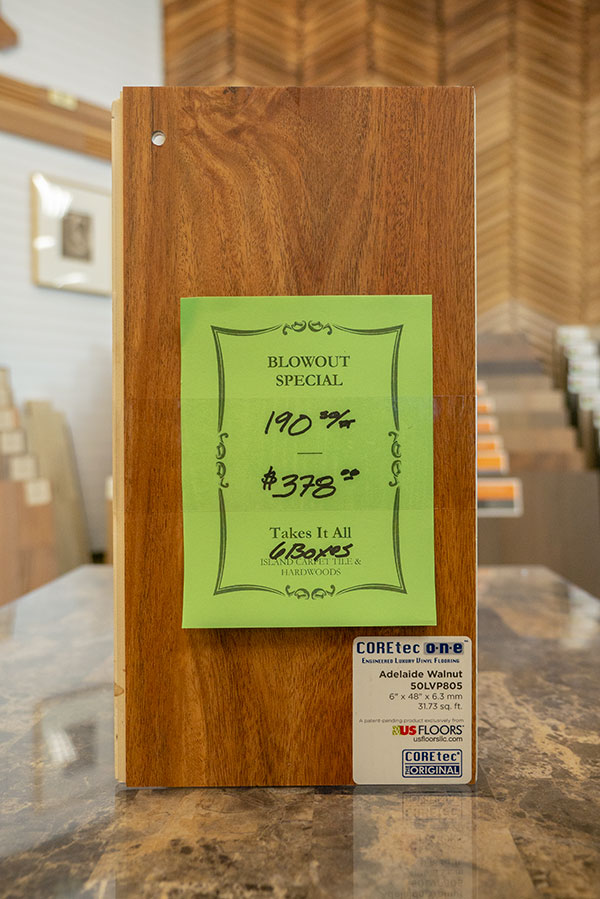 BLOWOUT
SPECIAL
190 SQ/FT
$378.00
Takes It All
6 Boxes
ISLAND CARPET TILE &
HARDWOODS
COREtec one
ENGINEERED LUXURY VINYL FLOORING
Adelaide Walnut
50LVP805
6" x 48" x 6.3 mm
31.73 sq. ft.
A patent-pending product exclusively from
USFLOORS
usfloorsllc.com
COREtec
THE ORIGINAL